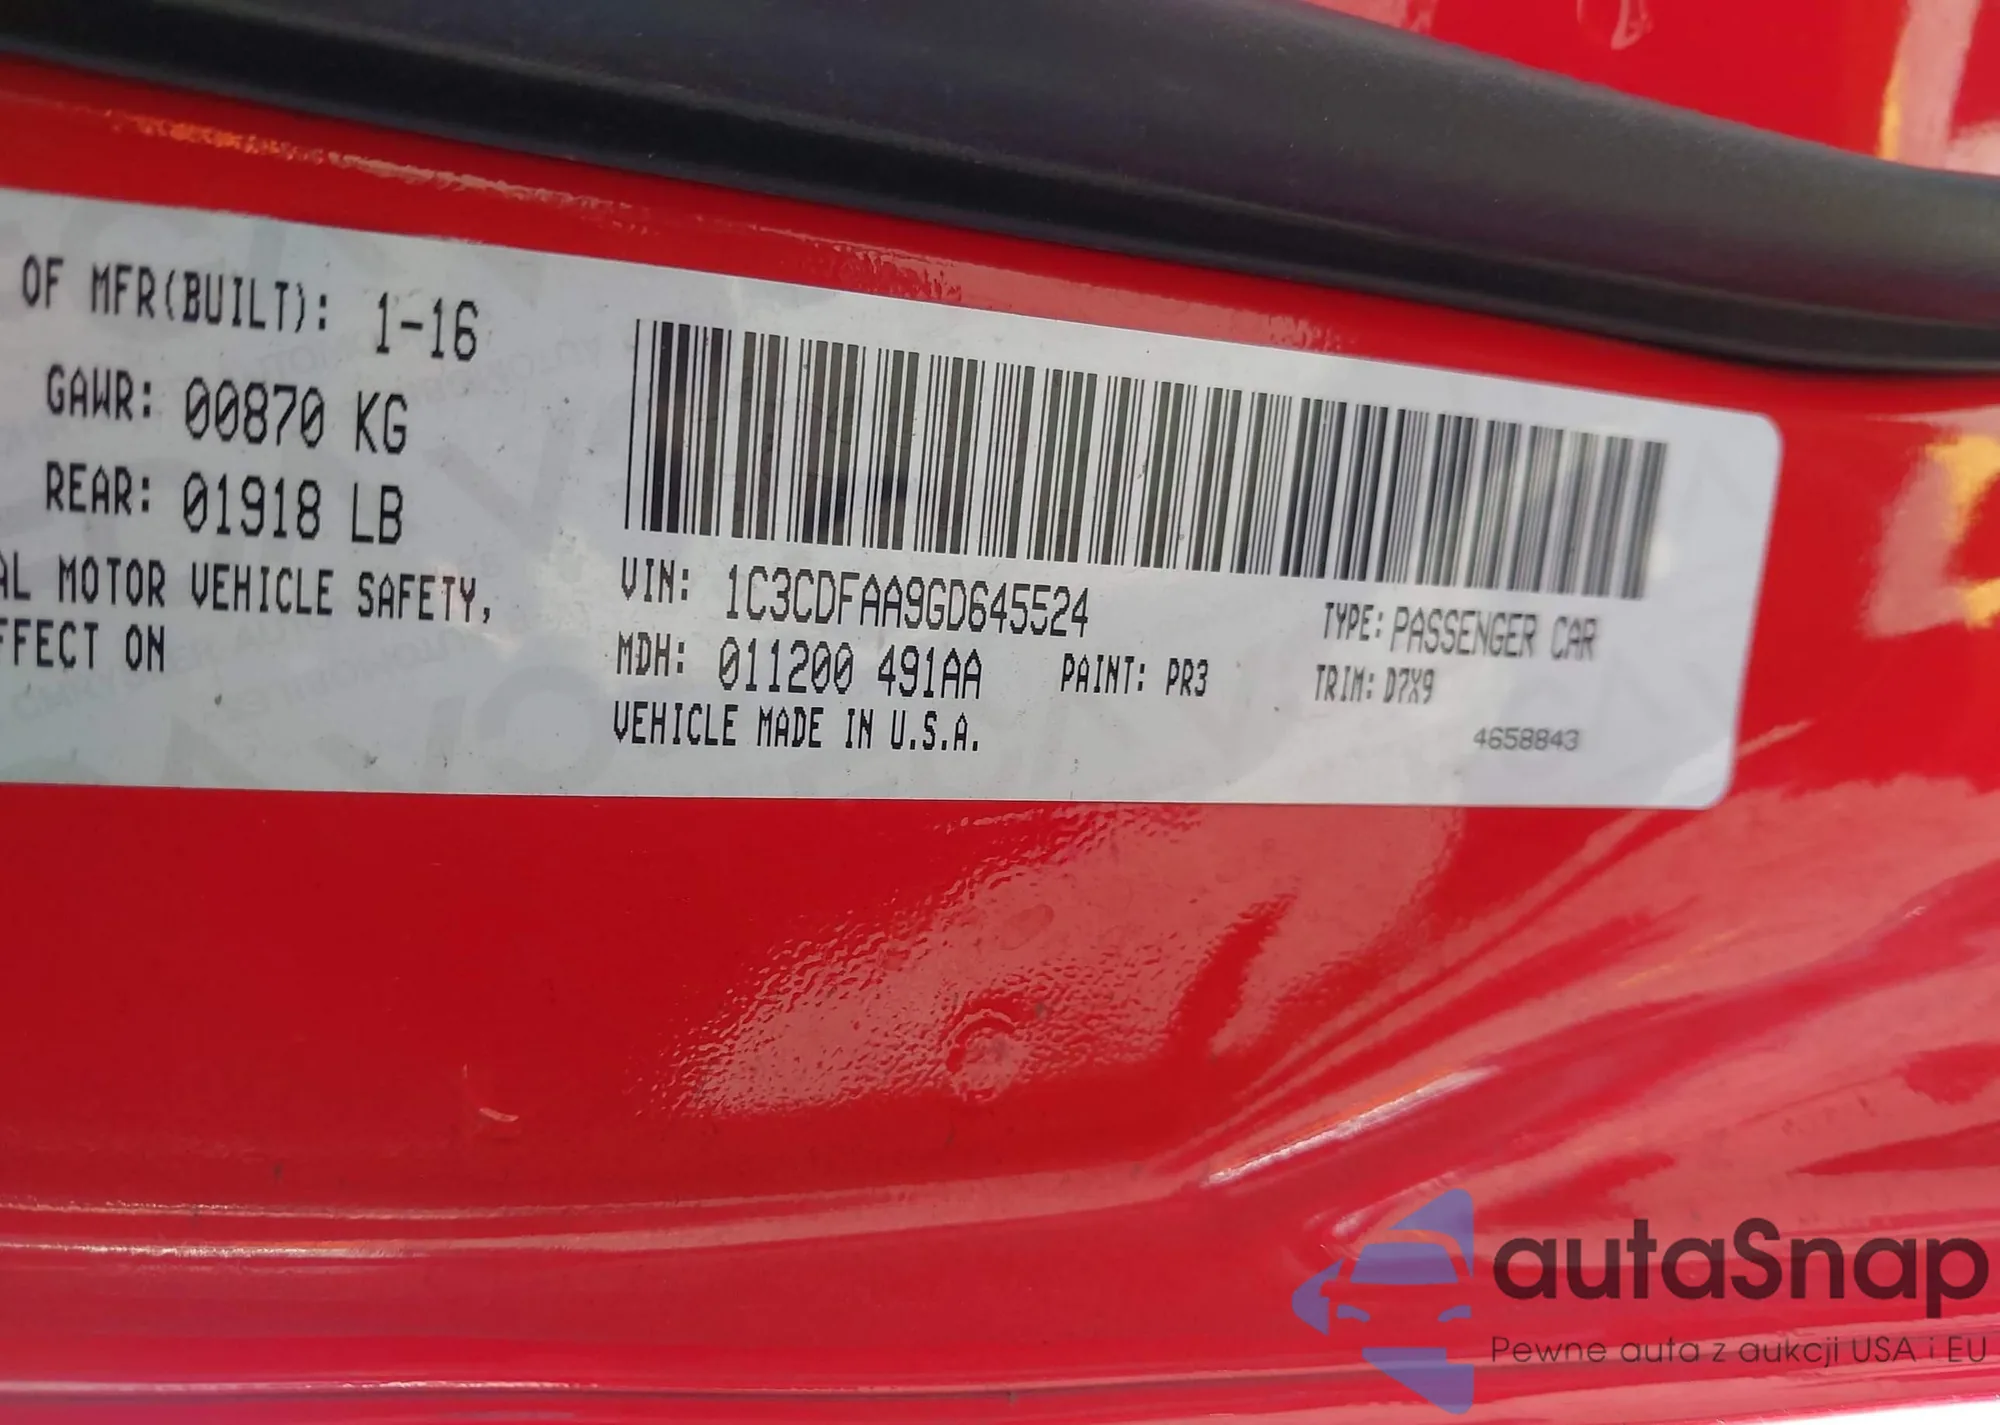 OF MFR(BUILT): 1-16
GAWR: 00870 KG
REAR: 01918 LB
AL MOTOR VEHICLE SAFETY,
FFECT ON
VIN: 1C3CDFAA9GD645524
TYPE: PASSENGER CAR
MDH: 011200 491AA PAINT: PR3
TRIM: D7X9
VEHICLE MADE IN U.S.A.
4658843
autaSnap
Pewne auta z aukcji USA i EU